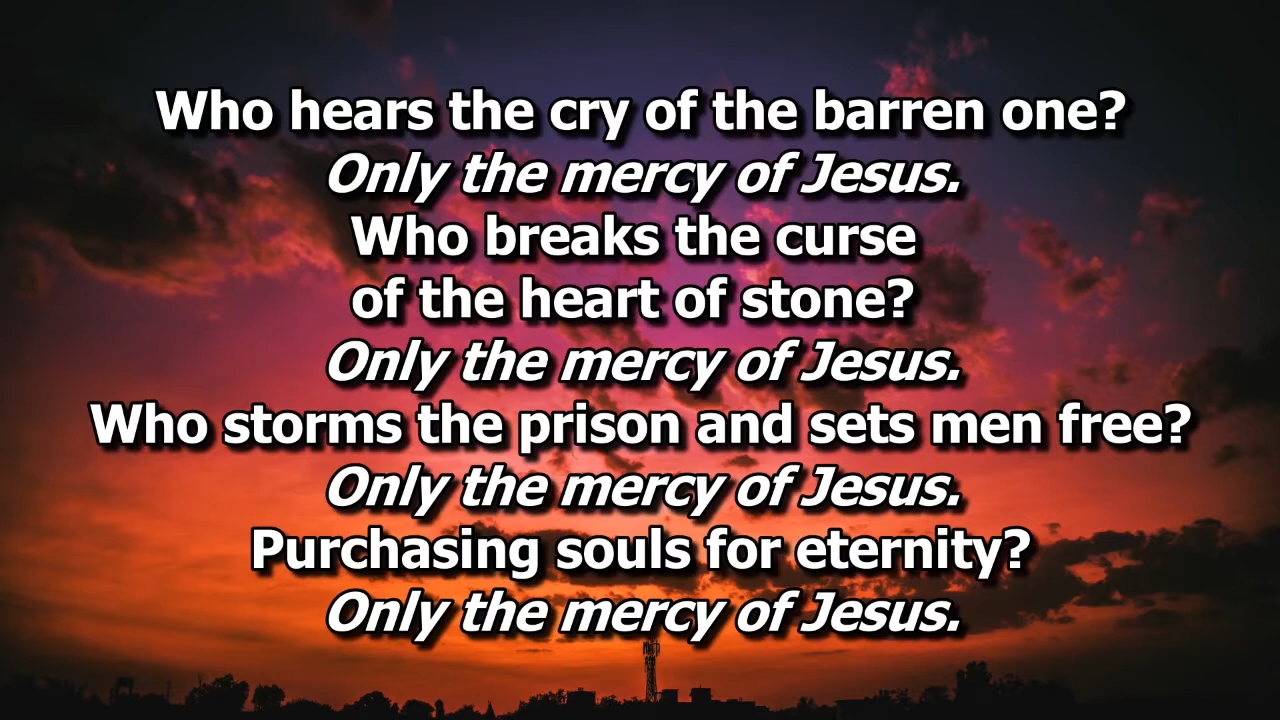 Who hears the cry of the barren one?
Only the mercy of Jesus.
Who breaks the curse
of the heart of stone?
Only the mercy of Jesus.
Who storms the prison and sets men free?
Only the mercy of Jesus.
Purchasing souls for eternity?
Only the mercy of Jesus.